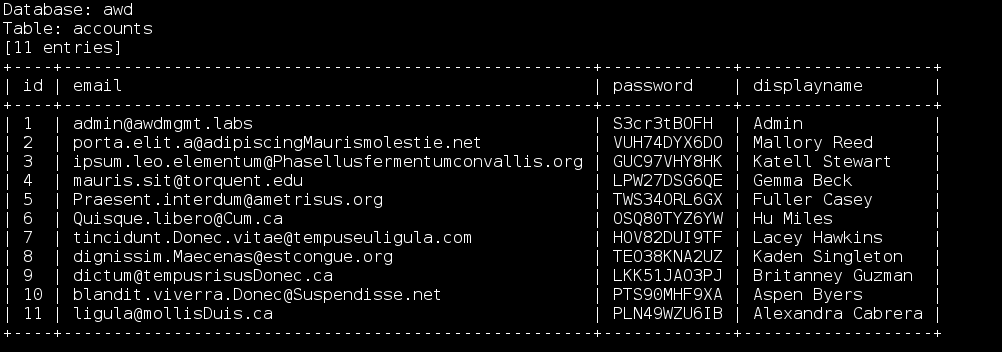 Database: awd
Table: accounts
[11 entries]
+----+--------------------------------------------------+-------------+-------------------+
| id | email | password | displayname |
+----+--------------------------------------------------+-------------+-------------------+
| 1 | admin@awdmgmt.labs | S3cr3tB0FH | Admin |
| 2 | porta.elit.a@adipiscingMaurismolestie.net | VUH74DYX6DO | Mallory Reed |
| 3 | ipsum.leo.elementum@Phasellusfermentumconvallis.org | GUC97VHY8HK | Katell Stewart |
| 4 | mauris.sit@torquent.edu | LPW27DSG6QE | Gemma Beck |
| 5 | Praesent.interdum@ametrisus.org | TWS34ORL6GX | Fuller Casey |
| 6 | Quisque.libero@Cum.ca | OSQ80TYZ6YW | Hu Miles |
| 7 | tincidunt.Donec.vitae@tempuseuligula.com | HOV82DUI9TF | Lacey Hawkins |
| 8 | dignissim.Maecenas@estcongue.org | TEO38KNA2UZ | Kaden Singleton |
| 9 | dictum@tempusrisusDonec.ca | LKK51JAO3PJ | Britanney Guzman |
| 10 | blandit.viverra.Donec@Suspendisse.net | PTS90MHF9XA | Aspen Byers |
| 11 | ligula@mollisDuis.ca | PLN49WZU6IB | Alexandra Cabrera |
+----+--------------------------------------------------+-------------+-------------------+